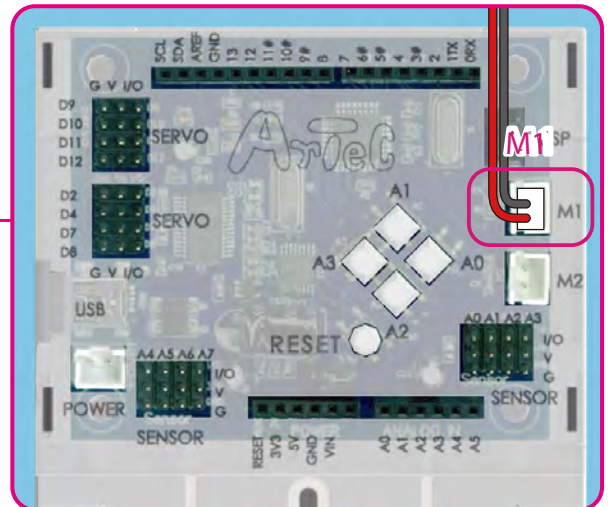 SCL SDA AREF GND 13 12 11# 10# 9# 8 7 6# 5# 4 3# 2 1TX 0RX
G V I/O
D9
D10
D11
D12
SERVO
ArTeC
SP
M1
M1
D2
D4
D7
D8
SERVO
G V I/O
A1
A3
A0
A2
M2
USB
RESET
A0 A1 A2 A3
I/O
V
G
Sensor
SENSOR
A4 A5 A6 A7
I/O
V
G
POWER
Sensor
SENSOR
POWER
ANALOG IN
RESET 3V3 5V GND VIN
A0 A1 A2 A3 A4 A5